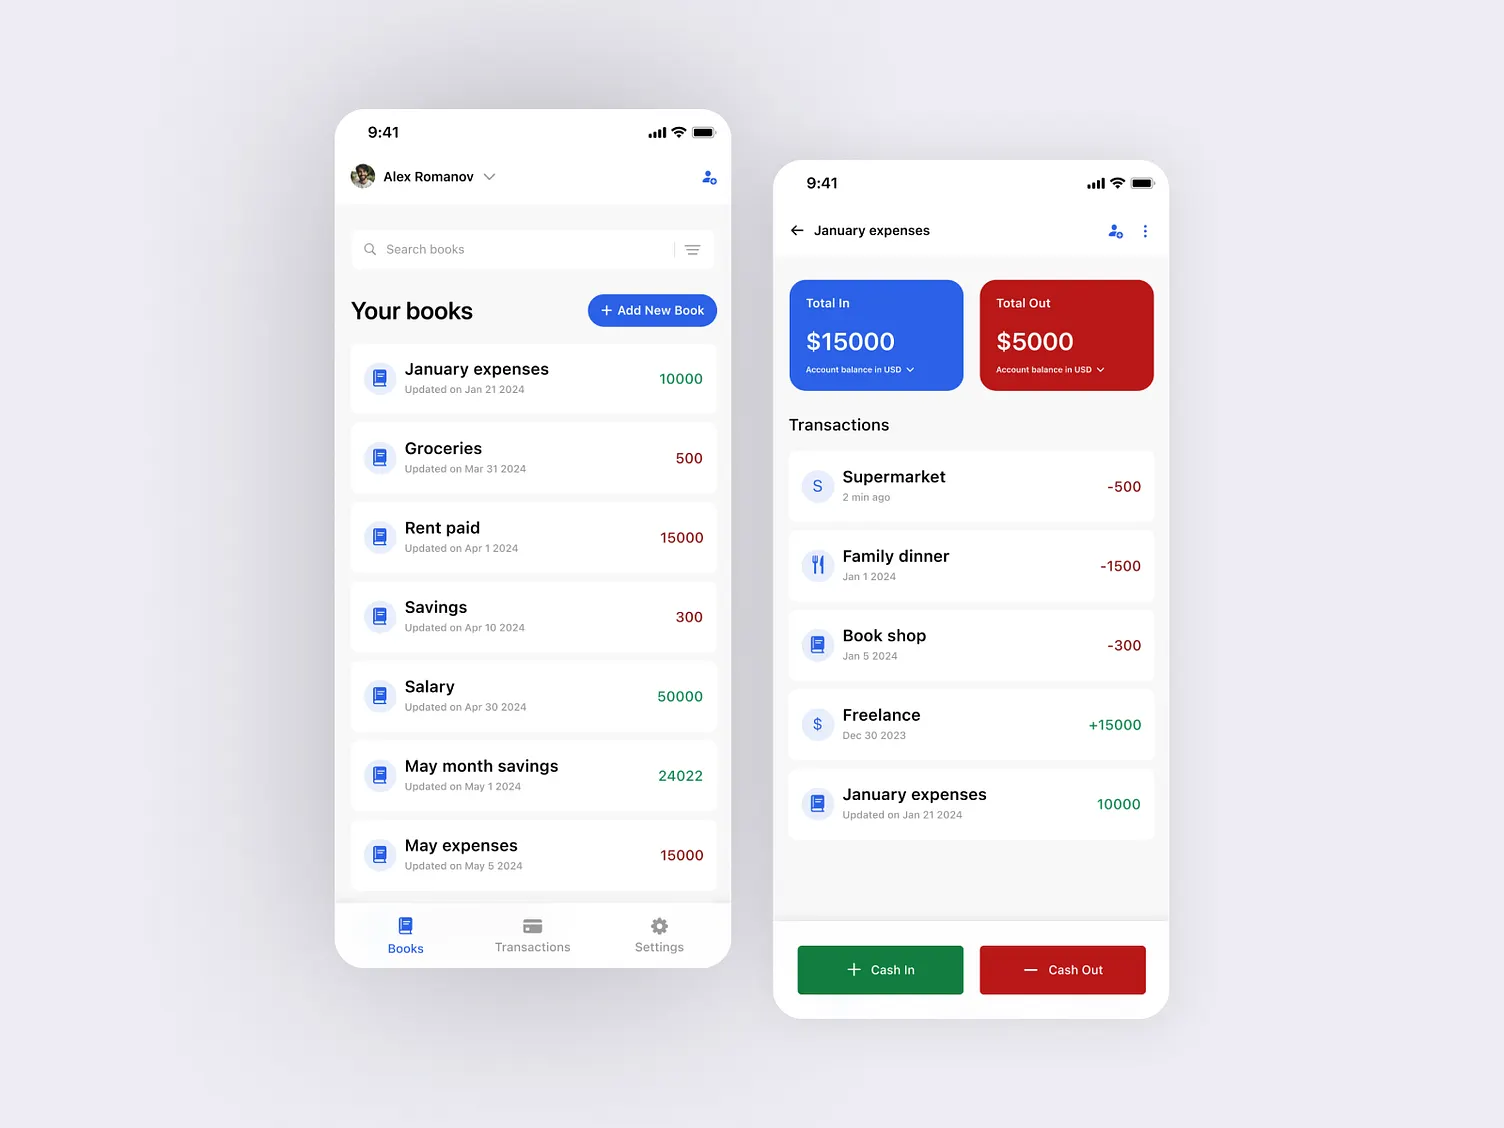 9:41
Alex Romanov
Search books
Your books
+ Add New Book
January expenses
Updated on Jan 21 2024
10000
Groceries
Updated on Mar 31 2024
500
Rent paid
Updated on Apr 1 2024
15000
Savings
Updated on Apr 10 2024
300
Salary
Updated on Apr 30 2024
50000
May month savings
Updated on May 1 2024
24022
May expenses
Updated on May 5 2024
15000
Books
Transactions
Settings
9:41
January expenses
Total In
$15000
Account balance in USD
Total Out
$5000
Account balance in USD
Transactions
S
Supermarket
2 min ago
-500
Family dinner
Jan 1 2024
-1500
Book shop
Jan 5 2024
-300
$
Freelance
Dec 30 2023
+15000
January expenses
Updated on Jan 21 2024
10000
+ Cash In
— Cash Out